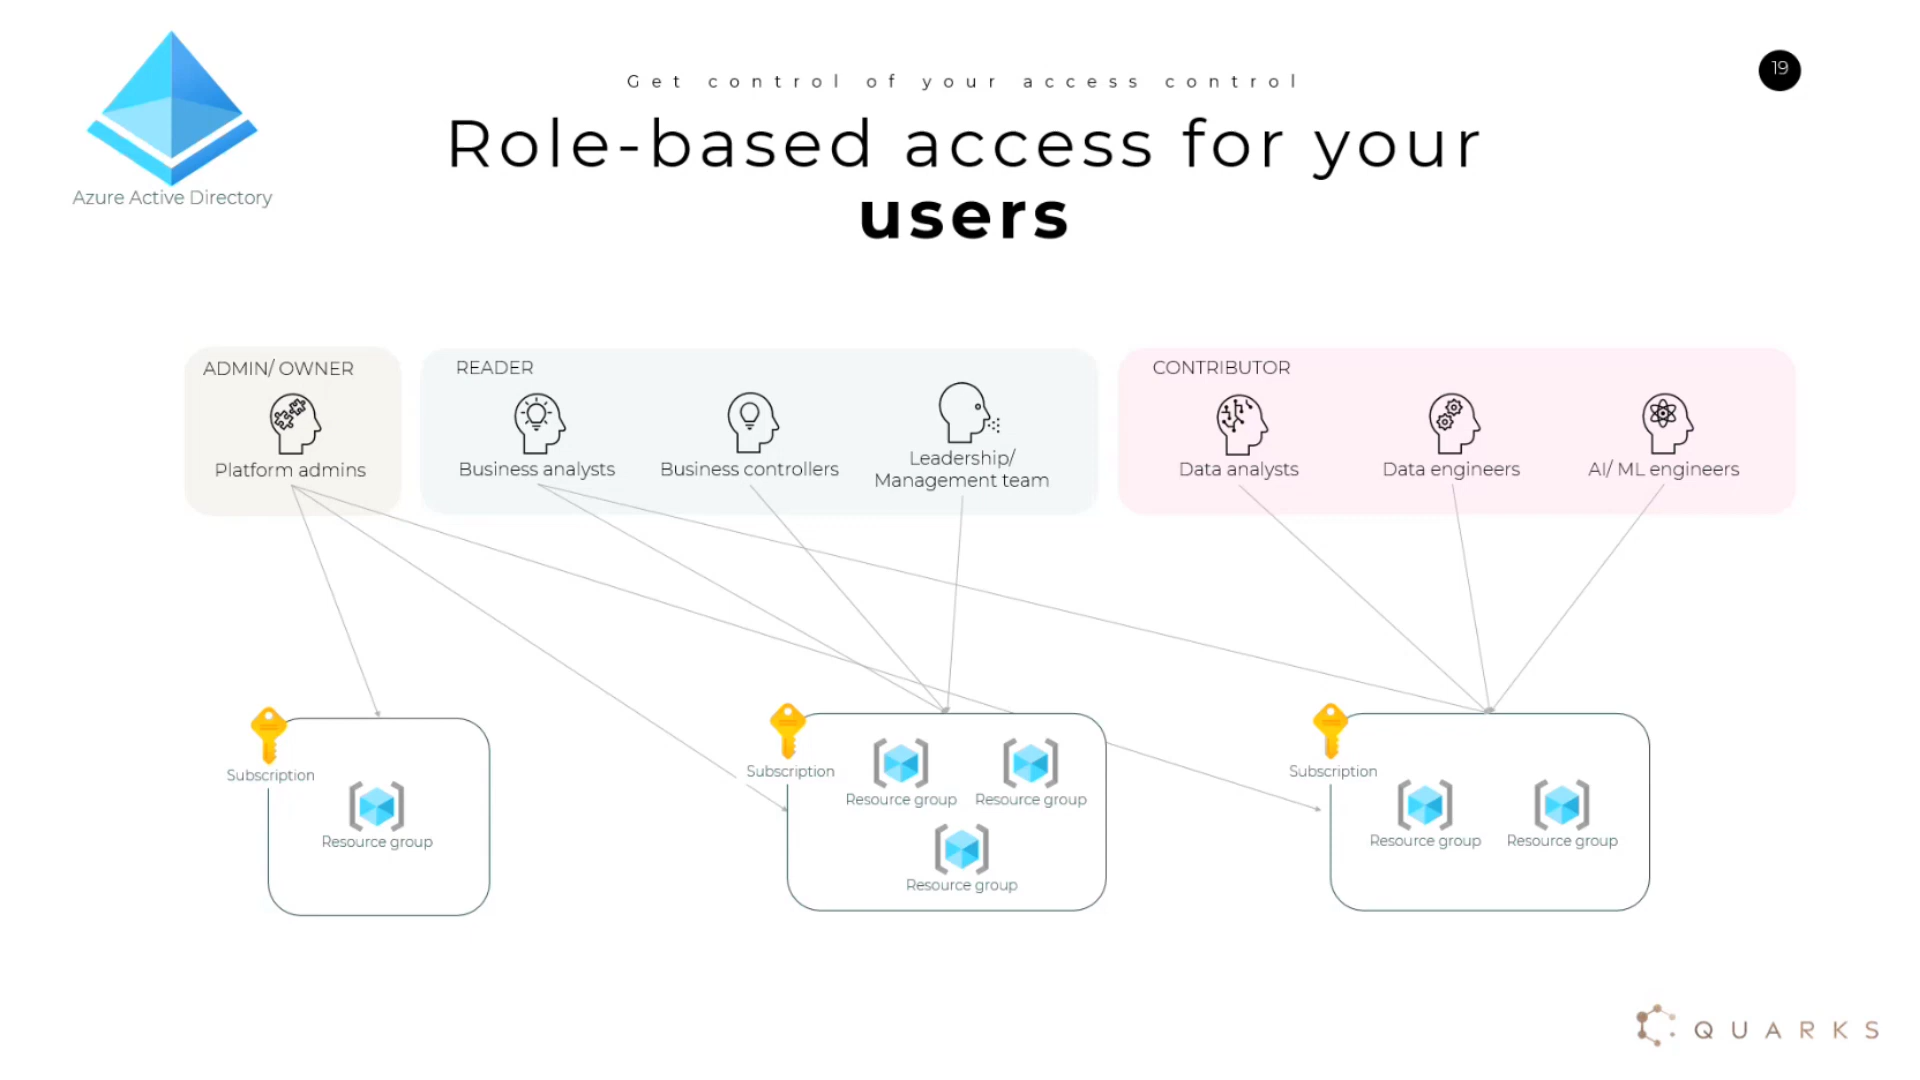 Get control of your access control
19
Role-based access for your
users
Azure Active Directory
ADMIN/ OWNER
Platform admins
READER
Business analysts
Business controllers
Leadership/
Management team
CONTRIBUTOR
Data analysts
Data engineers
AI/ ML engineers
Subscription
Resource group
Subscription
Resource group
Resource group
Resource group
Subscription
Resource group
Resource group
QUARKS